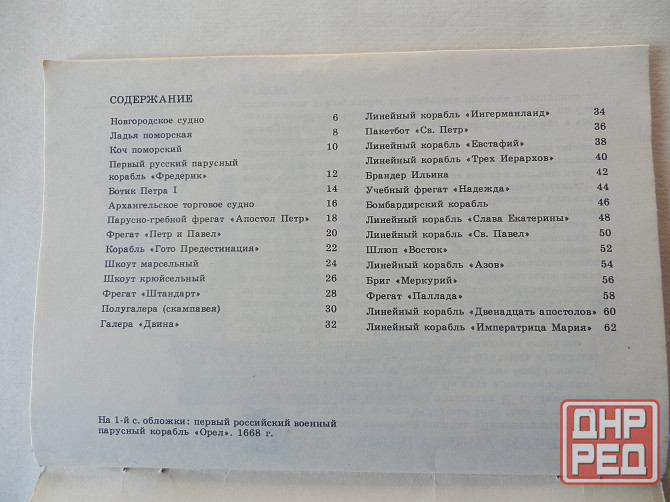 СОДЕРЖАНИЕ
Новгородское судно 6
Ладья поморская 8
Коч поморский 10
Первый русский парусный
корабль «Фредерик» 12
Ботик Петра I 14
Архангельское торговое судно 16
Парусно-гребной фрегат «Апостол Петр» 18
Фрегат «Петр и Павел» 20
Корабль «Гото Предестинация» 22
Шкоут марсельный 24
Шкоут крюйсельный 26
Фрегат «Штандарт» 28
Полугалера (скампавея) 30
Галера «Двина» 32
Линейный корабль «Ингерманланд» 34
Пакетбот «Св. Петр» 36
Линейный корабль «Евстафий» 38
Линейный корабль «Трех Иерархов» 40
Брандер Ильина 42
Учебный фрегат «Надежда» 44
Бомбардирский корабль 46
Линейный корабль «Слава Екатерины» 48
Линейный корабль «Св. Павел» 50
Шлюп «Восток» 52
Линейный корабль «Азов» 54
Бриг «Меркурий» 56
Фрегат «Паллада» 58
Линейный корабль «Двенадцать апостолов» 60
Линейный корабль «Императрица Мария» 62
На 1-й с. обложки: первый российский военный
парусный корабль «Орел». 1668 г.
ДНР
РЕД